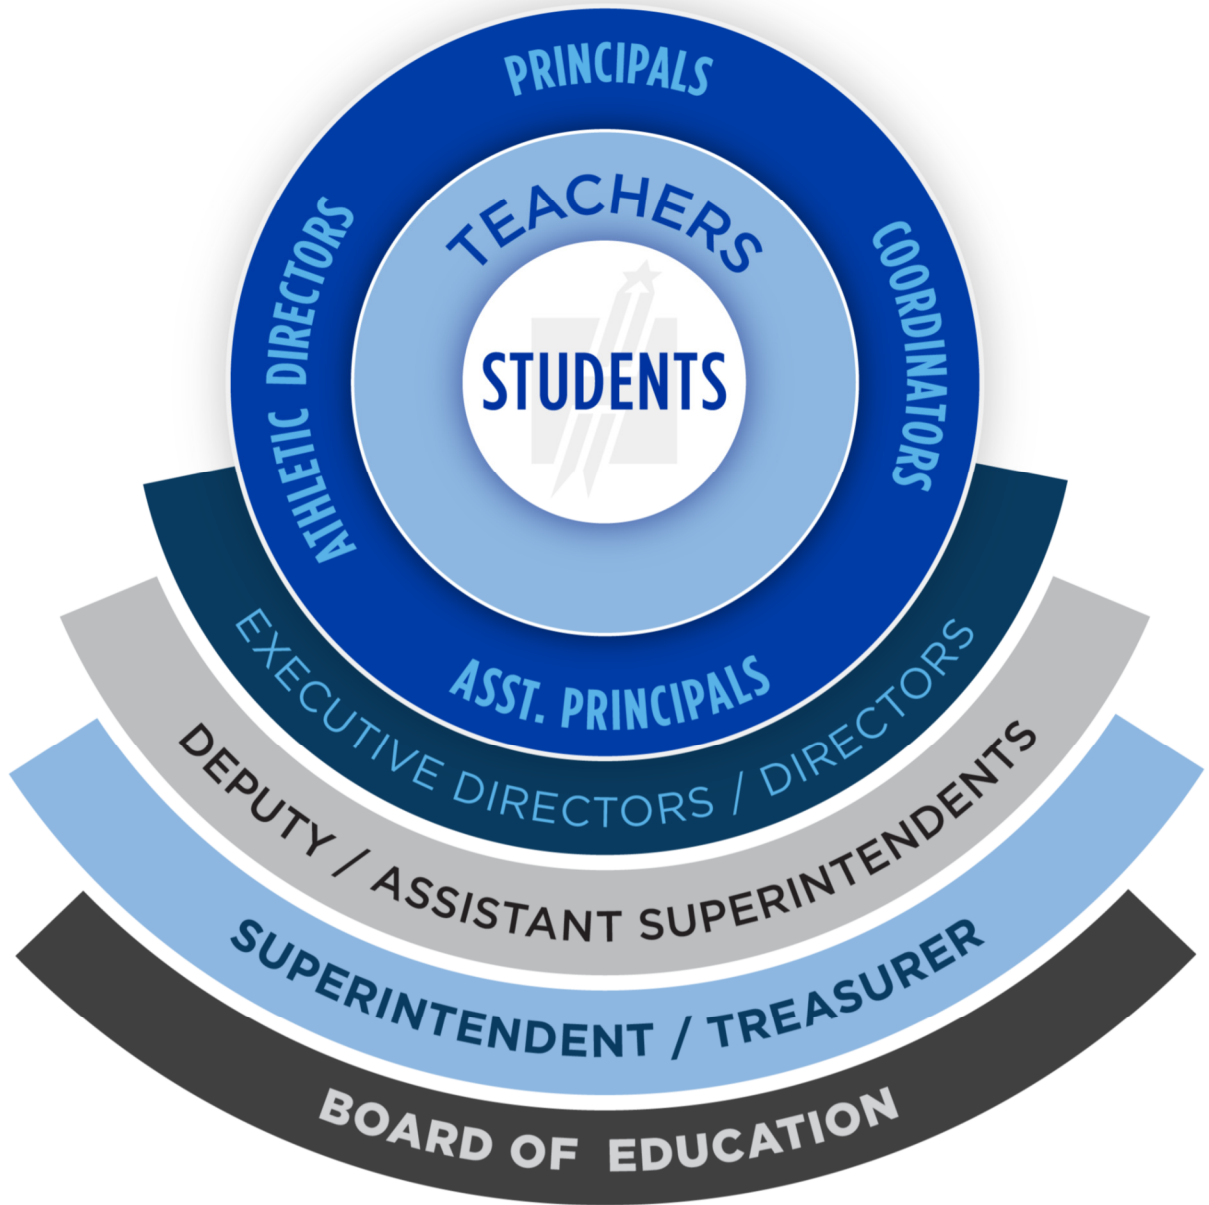 PRINCIPALS
TEACHERS
ATHLETIC DIRECTORS
COORDINATORS
STUDENTS
ASST. PRINCIPALS
EXECUTIVE DIRECTORS / DIRECTORS
DEPUTY / ASSISTANT SUPERINTENDENTS
SUPERINTENDENT / TREASURER
BOARD OF EDUCATION